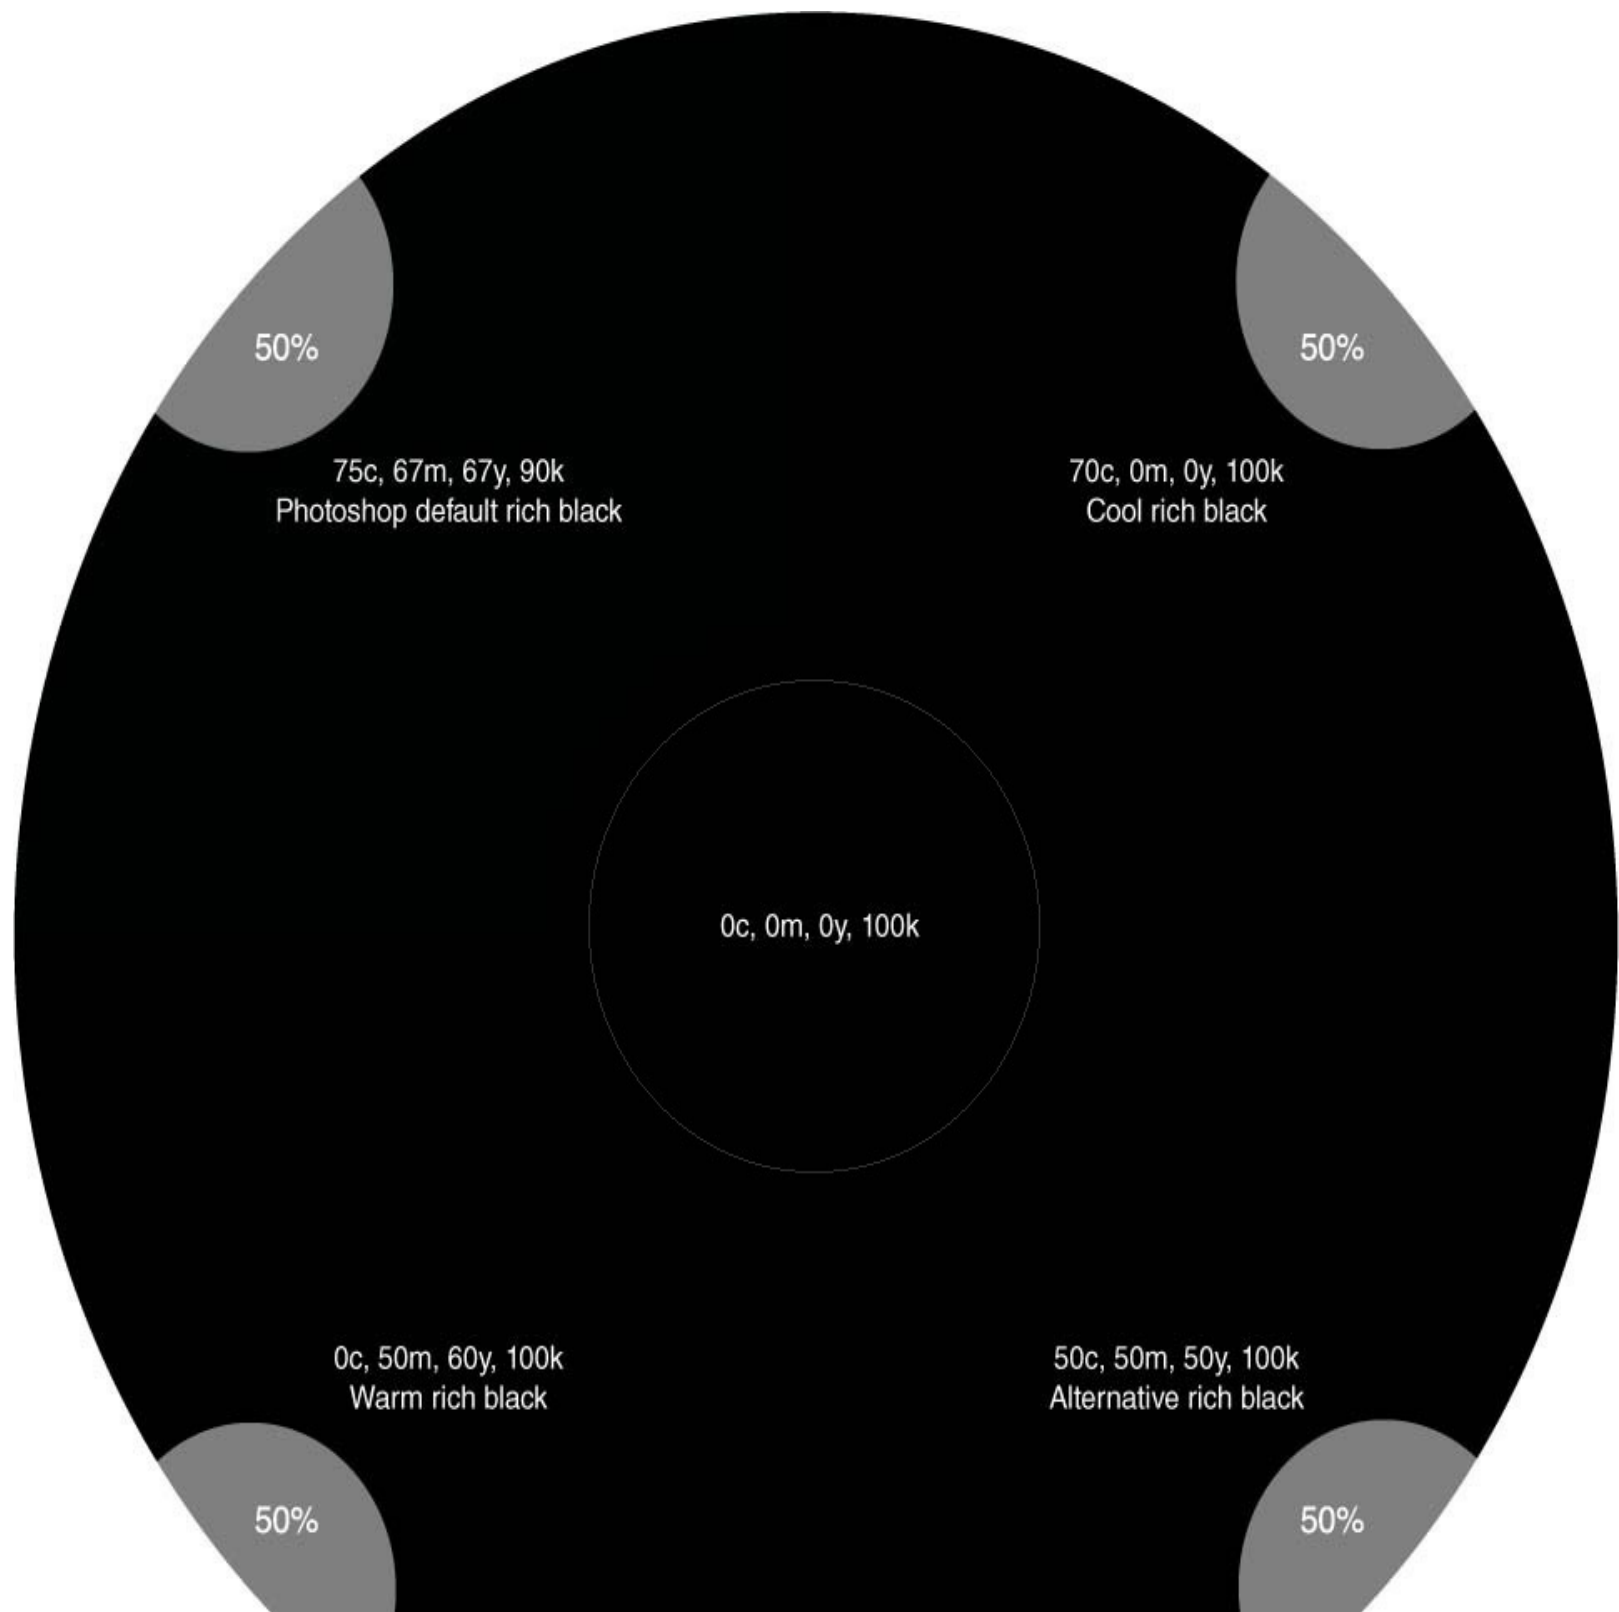 50%
50%
75c, 67m, 67y, 90k
Photoshop default rich black
70c, 0m, 0y, 100k
Cool rich black
0c, 0m, 0y, 100k
0c, 50m, 60y, 100k
Warm rich black
50c, 50m, 50y, 100k
Alternative rich black
50%
50%